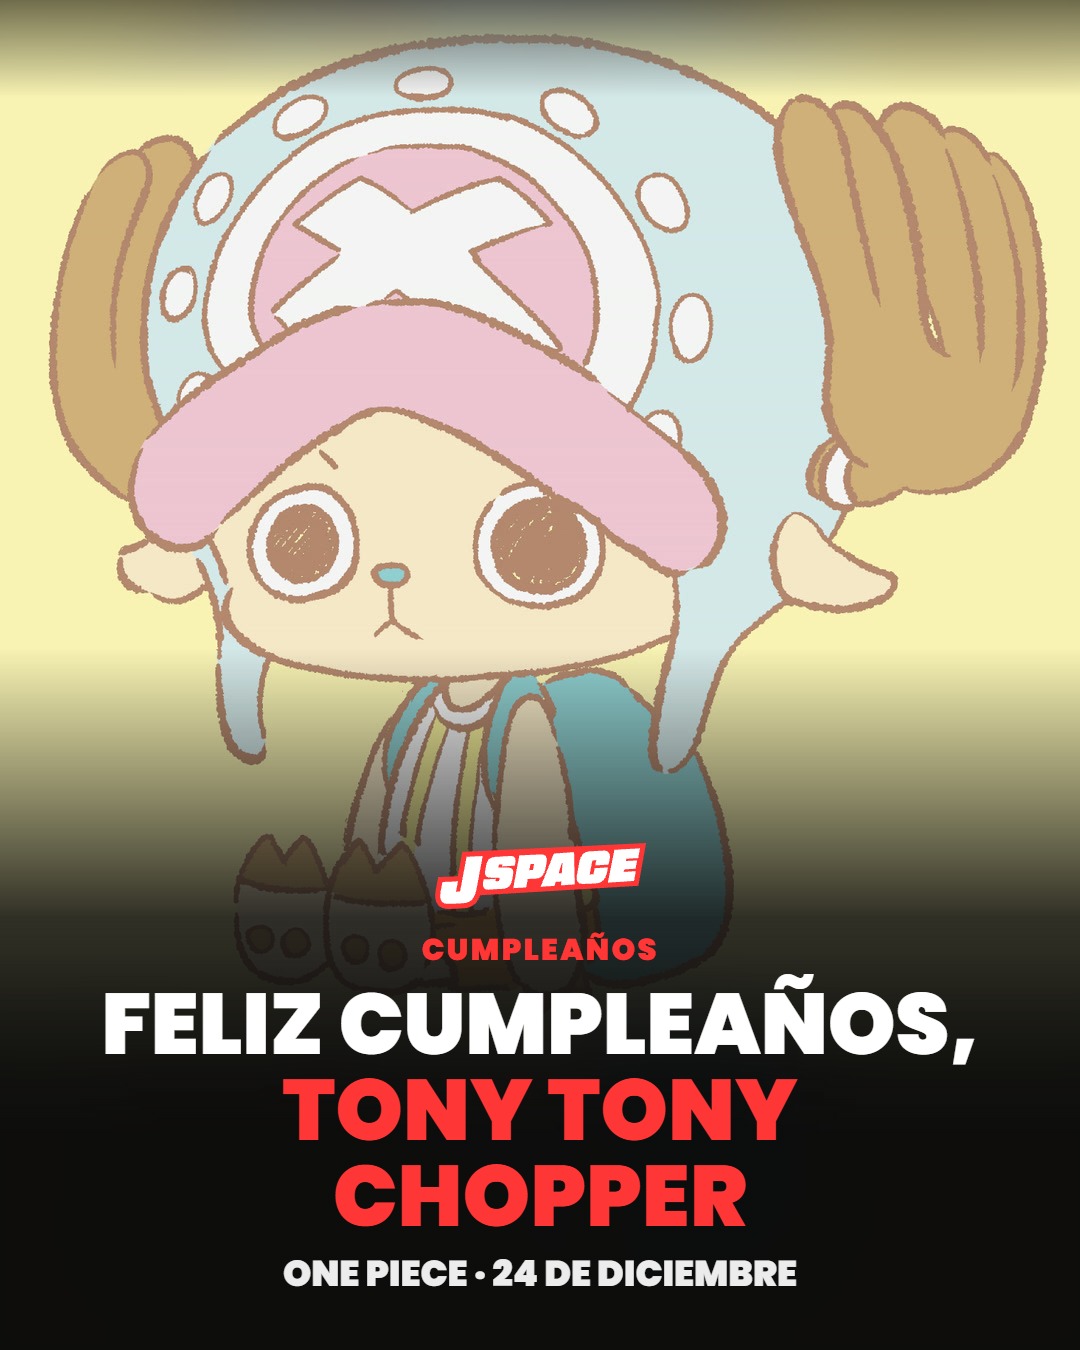 JSPACE
CUMPLEAÑOS
FELIZ CUMPLEAÑOS,
TONY TONY
CHOPPER
ONE PIECE • 24 DE DICIEMBRE